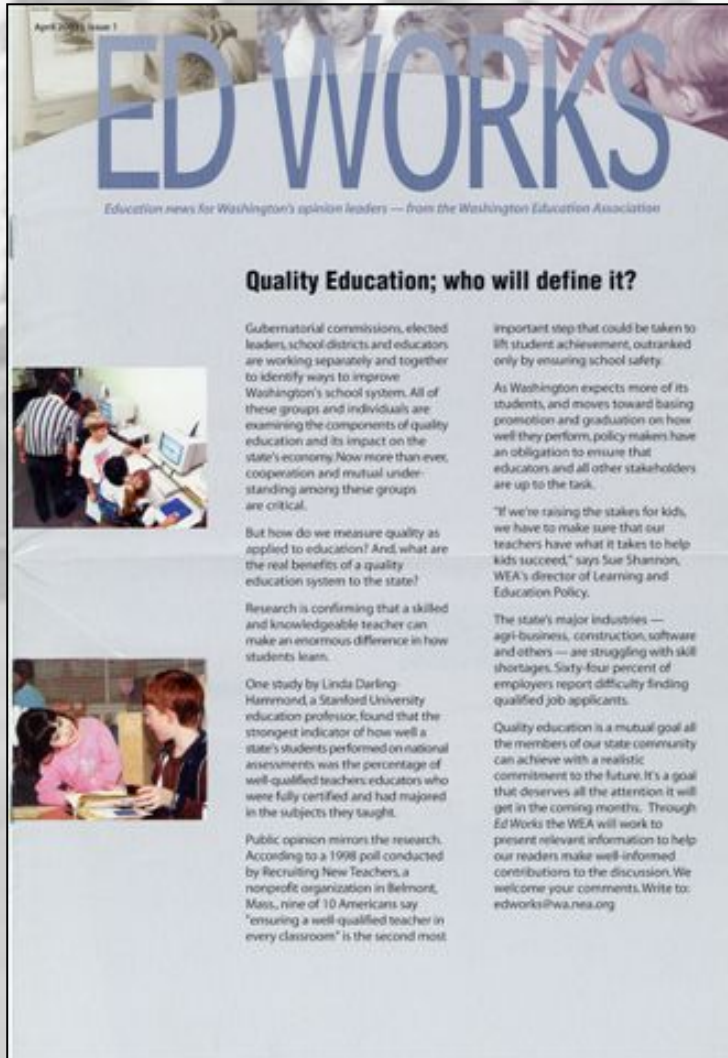 April 200 Issue 1
ED WORKS
Education news for Washington's opinion leaders — from the Washington Education Association
Quality Education; who will define it?
Gubernatorial commissions, elected
leaders, school districts and educators
are working separately and together
to identify ways to improve
Washington's school system. All of
these groups and individuals are
examining the components of quality
education and its impact on the
state's economy. Now more than ever,
cooperation and mutual under-
standing among these groups
are critical.
But how do we measure quality as
applied to education? And, what are
the real benefits of a quality
education system to the state?
Research is confirming that a skilled
and knowledgeable teacher can
make an enormous difference in how
students learn.
One study by Linda Darling-
Hammond, a Stanford University
education professor, found that the
strongest indicator of how well a
state's students performed on national
assessments was the percentage of
well-qualified teachers: educators who
were fully certified and had majored
in the subjects they taught.
Public opinion mirrors the research.
According to a 1998 poll conducted
by Recruiting New Teachers, a
nonprofit organization in Belmont,
Mass., nine of 10 Americans say
"ensuring a well-qualified teacher in
every classroom" is the second most
important step that could be taken to
lift student achievement, outranked
only by ensuring school safety.
As Washington expects more of its
students, and moves toward basing
promotion and graduation on how
well they perform, policy makers have
an obligation to ensure that
educators and all other stakeholders
are up to the task.
"If we're raising the stakes for kids,
we have to make sure that our
teachers have what it takes to help
kids succeed," says Sue Shannon,
WEA's director of Learning and
Education Policy.
The state's major industries —
agri-business, construction, software
and others — are struggling with skill
shortages. Sixty-four percent of
employers report difficulty finding
qualified job applicants.
Quality education is a mutual goal all
the members of our state community
can achieve with a realistic
commitment to the future. It's a goal
that deserves all the attention it will
get in the coming months. Through
Ed Works the WEA will work to
present relevant information to help
our readers make well-informed
contributions to the discussion. We
welcome your comments. Write to:
edworks@wa.nea.org